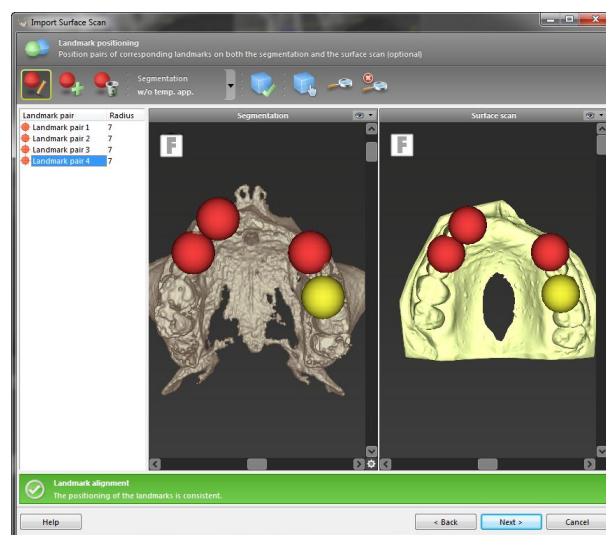 Import Surface Scan
Landmark positioning
Position pairs of corresponding landmarks on both the segmentation and the surface scan (optional)
Segmentation
w/o temp. app.
Landmark pair Radius
Landmark pair 1 7
Landmark pair 2 7
Landmark pair 3 7
Landmark pair 4 7
Segmentation
Surface scan
F
F
Landmark alignment
The positioning of the landmarks is consistent.
Help
< Back
Next >
Cancel